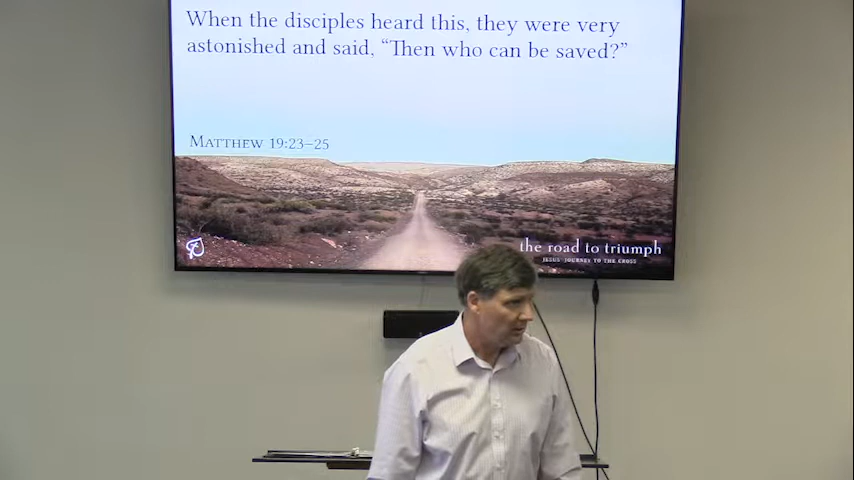 When the disciples heard this, they were very
astonished and said, “Then who can be saved?”
MATTHEW 19:23–25
the road to triumph
JESUS' JOURNEY TO THE CROSS